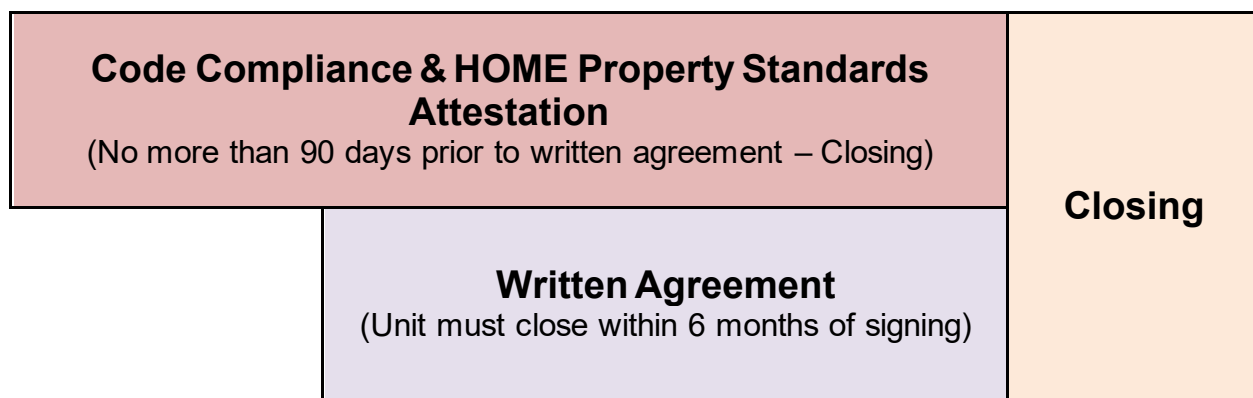 Code Compliance & HOME Property Standards
Attestation
(No more than 90 days prior to written agreement – Closing)
Closing
Written Agreement
(Unit must close within 6 months of signing)